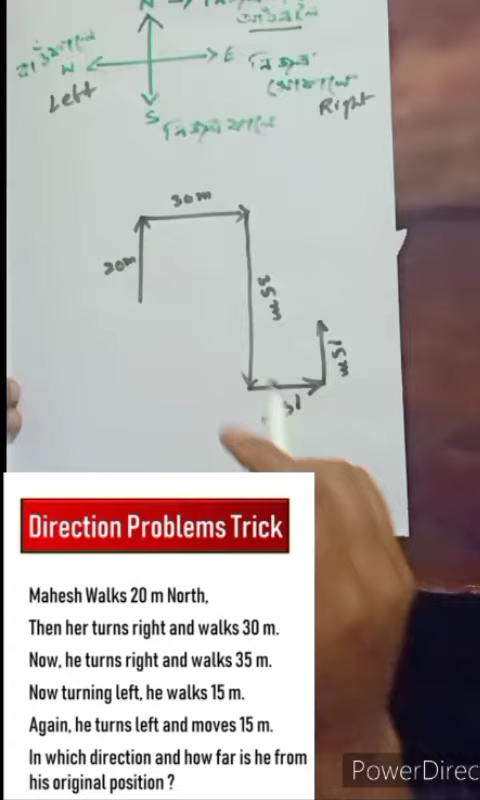 N
W
E
Left
S
Right
30m
20m
35m
15m
15
Direction Problems Trick
Mahesh Walks 20 m North,
Then her turns right and walks 30 m.
Now, he turns right and walks 35 m.
Now turning left, he walks 15 m.
Again, he turns left and moves 15 m.
In which direction and how far is he from
his original position ?
PowerDirec